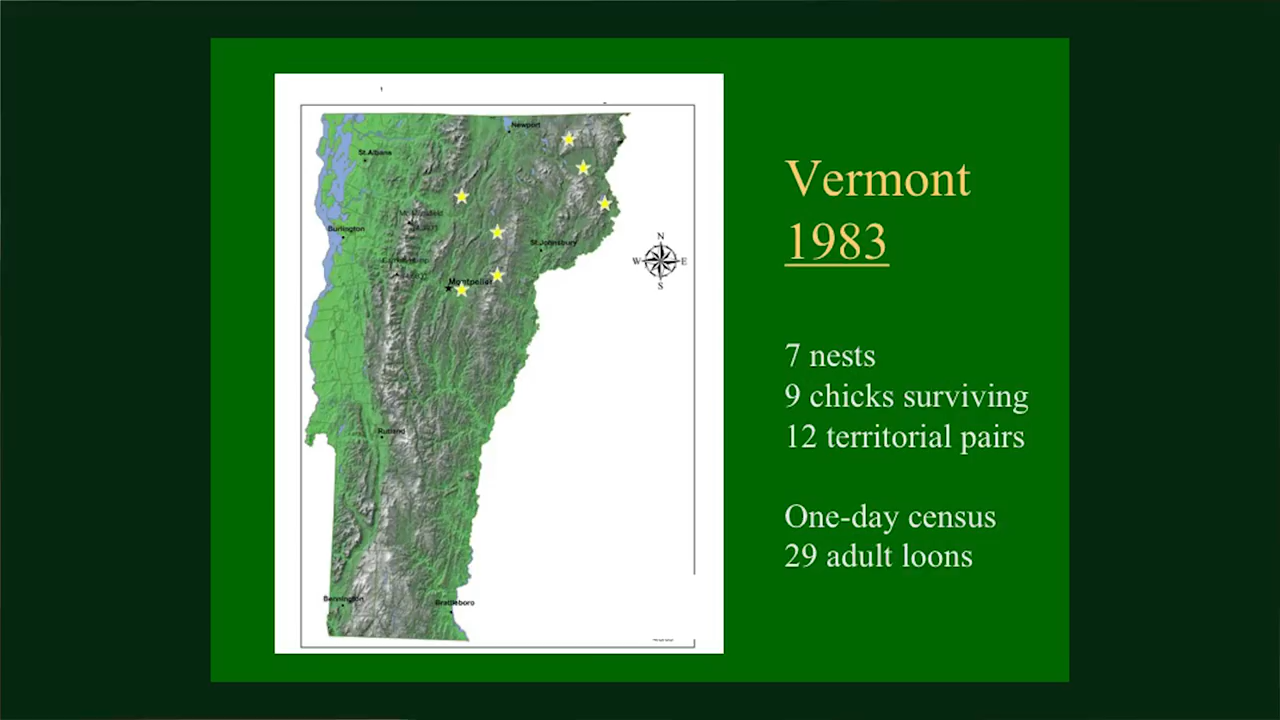 Newport
St.Albans
Burlington
St.Johnsbury
Montpelier
Rutland
Bennington
Brattleboro
N
W E
S
Vermont
1983
7 nests
9 chicks surviving
12 territorial pairs
One-day census
29 adult loons